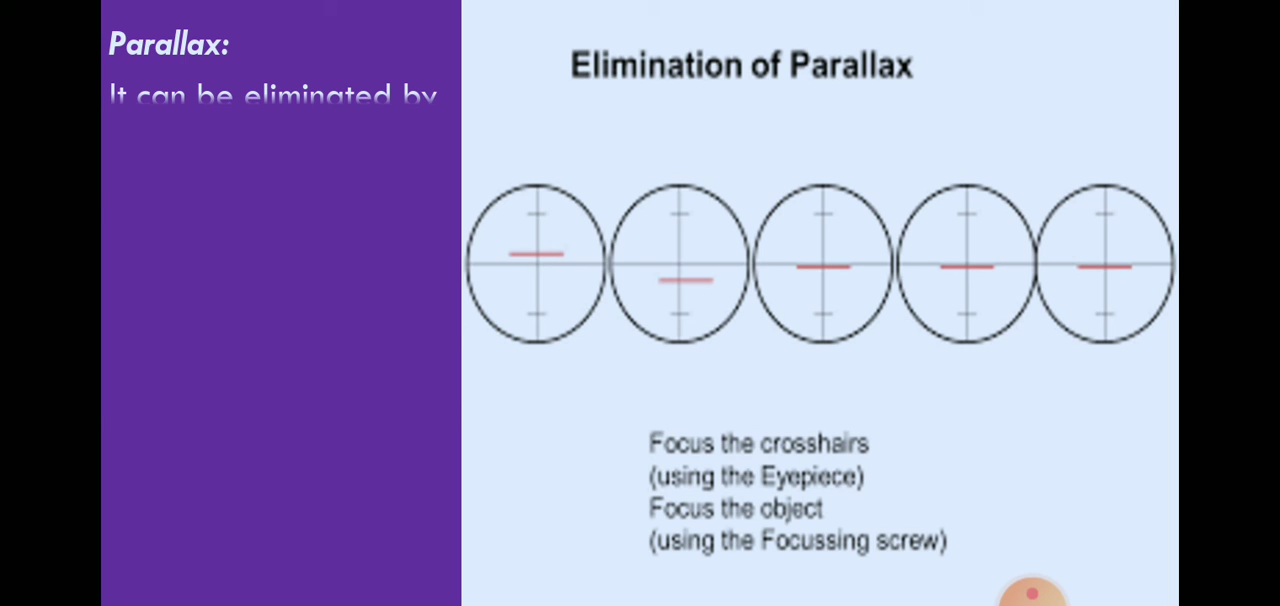 Parallax:
It can be eliminated by
Elimination of Parallax
Focus the crosshairs
(using the Eyepiece)
Focus the object
(using the Focussing screw)